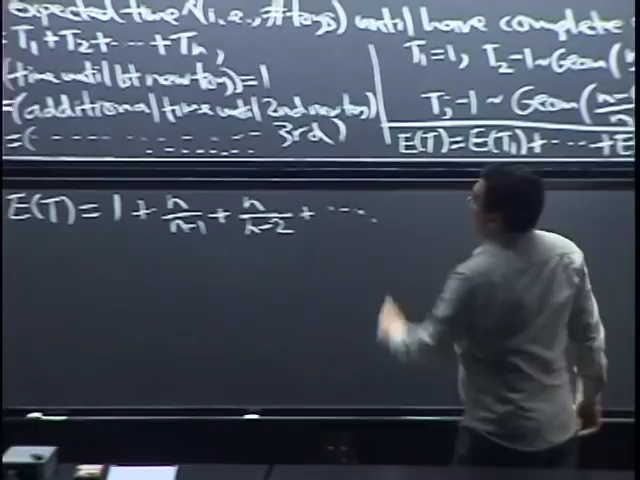 expected time T (i.e., # toys) until have complete
T₁+T₂+⋯+Tₙ,
(time until 1st new toy)=1
=(additional time until 2nd new toy)
=( 3rd )
T₁=1, T₂-1~Geom(
Tⱼ-1 ~ Geom(n-
n
E(T)=E(T₁)+⋯+E
E(T) = 1 + n/n-1 + n/n-2 + ⋯